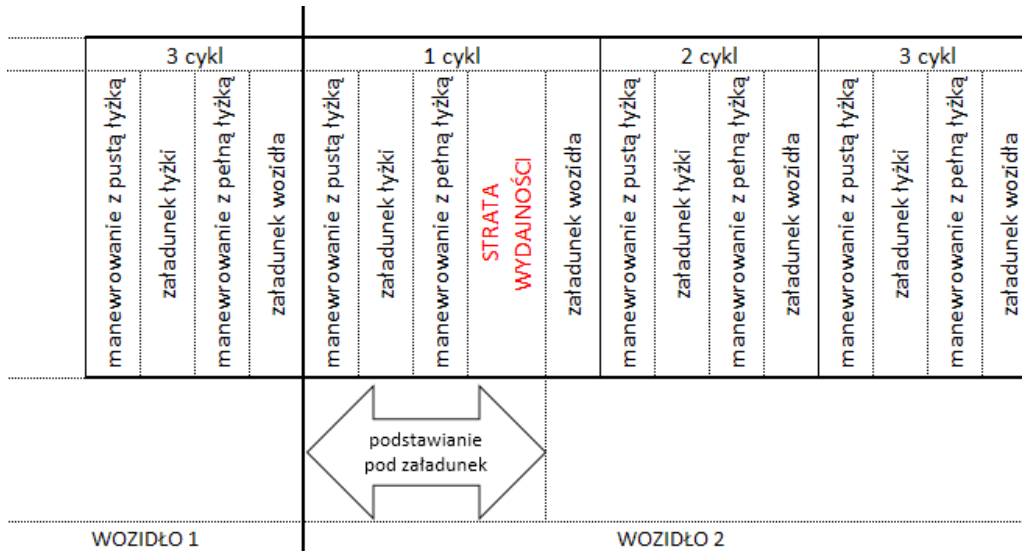 3 cykl
1 cykl
2 cykl
3 cykl
manewrowanie z pustą łyżką
załadunek łyżki
manewrowanie z pełną łyżką
załadunek wozidła
manewrowanie z pustą łyżką
załadunek łyżki
manewrowanie z pełną łyżką
STRATA
WYDAJNOŚCI
załadunek wozidła
manewrowanie z pustą łyżką
załadunek łyżki
manewrowanie z pełną łyżką
załadunek wozidła
manewrowanie z pustą łyżką
załadunek łyżki
manewrowanie z pełną łyżką
załadunek wozidła
podstawianie
pod załadunek
WOZIDŁO 1
WOZIDŁO 2